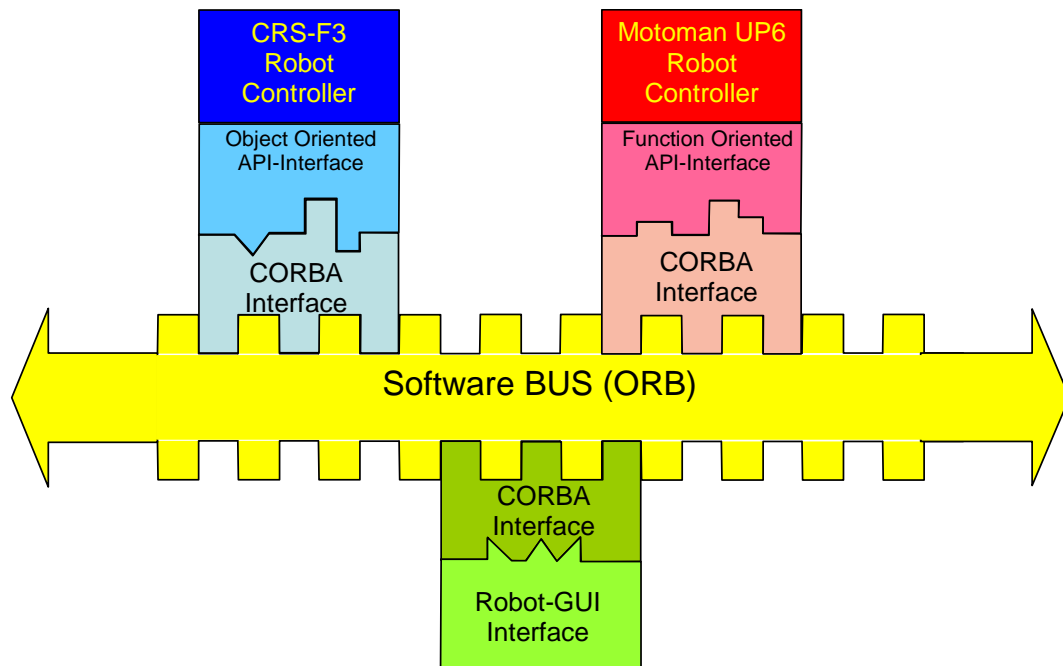 CRS-F3
Robot
Controller
Object Oriented
API-Interface
CORBA
Interface
Motoman UP6
Robot
Controller
Function Oriented
API-Interface
CORBA
Interface
Software BUS (ORB)
CORBA
Interface
Robot-GUI
Interface